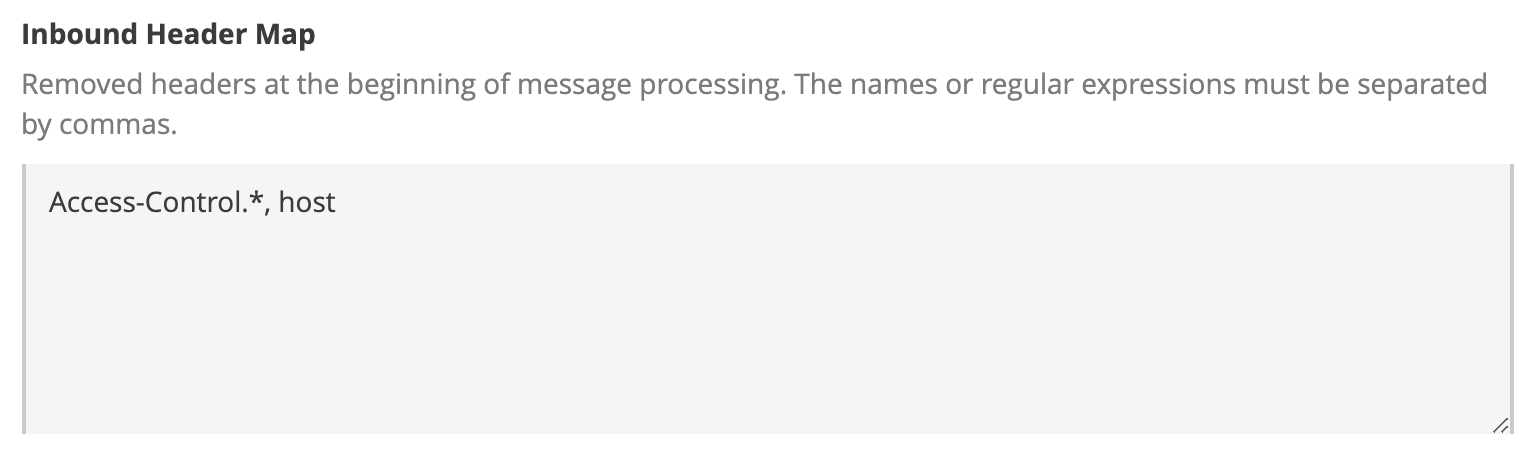 Inbound Header Map
Removed headers at the beginning of message processing. The names or regular expressions must be separated
by commas.
Access-Control.*, host